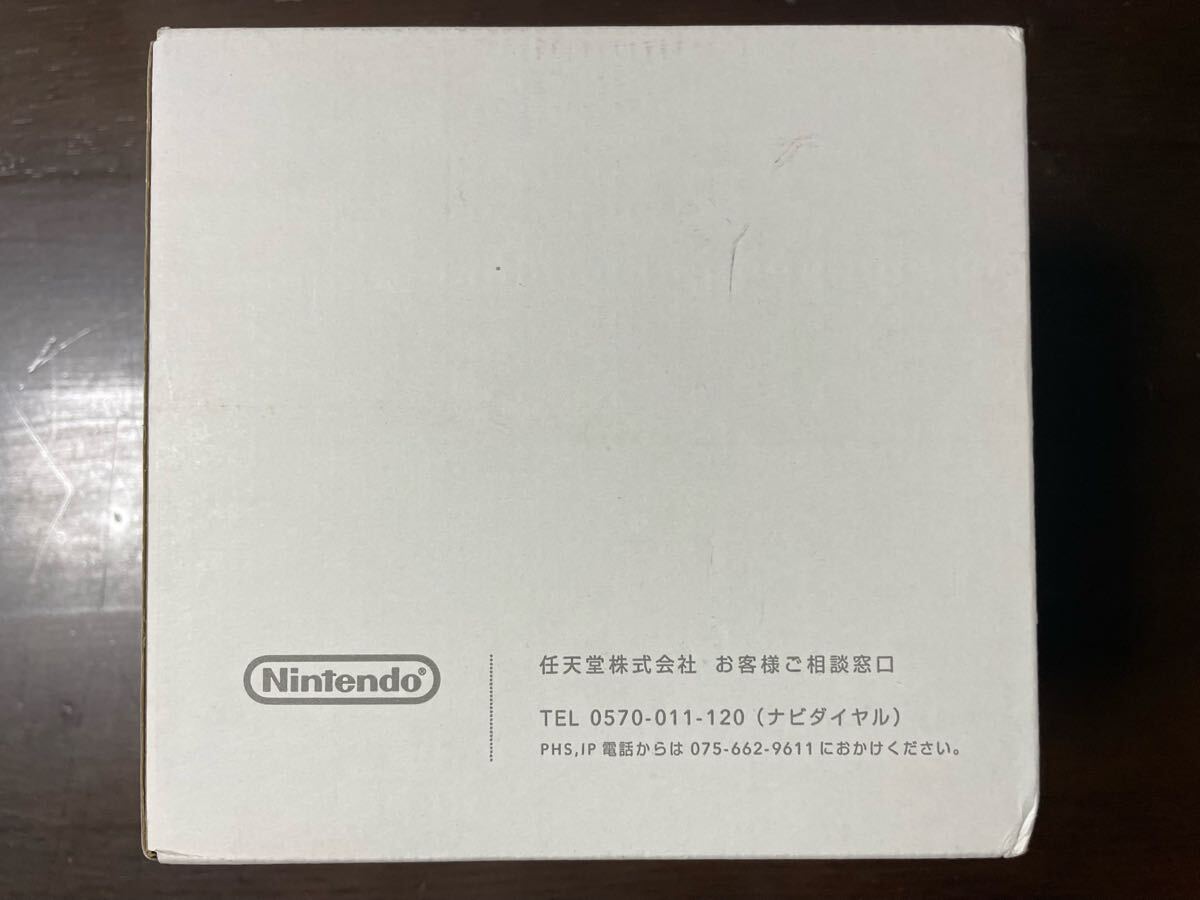 Nintendo®
任天堂株式会社 お客様ご相談窓口
TEL 0570-011-120（ナビダイヤル）
PHS,IP 電話からは 075-662-9611 におかけください。